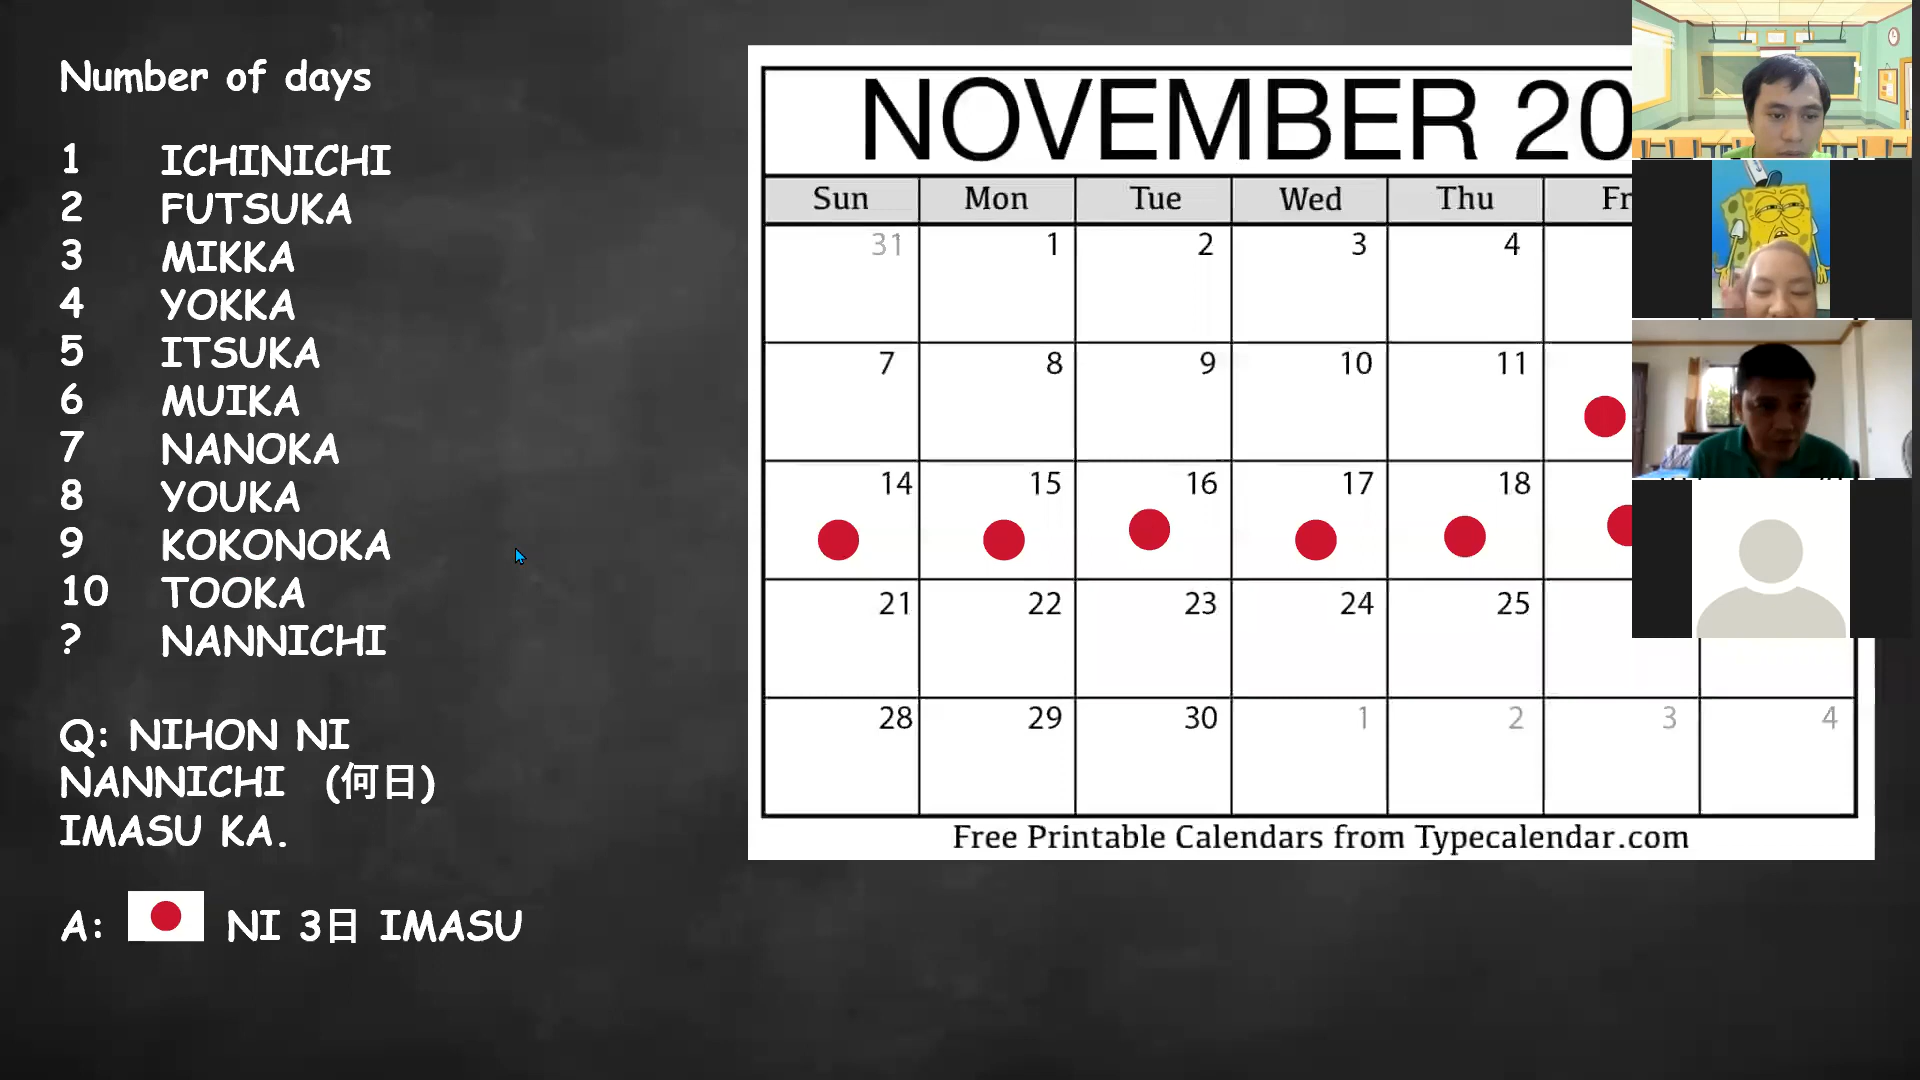 Number of days
1 ICHINICHI
2 FUTSUKA
3 MIKKA
4 YOKKA
5 ITSUKA
6 MUIKA
7 NANOKA
8 YOUKA
9 KOKONOKA
10 TOOKA
? NANNICHI
Q: NIHON NI
NANNICHI (何日)
IMASU KA.
A: NI 3日 IMASU
NOVEMBER 20
Sun Mon Tue Wed Thu Fr
31 1 2 3 4
7 8 9 10 11
14 15 16 17 18
21 22 23 24 25
28 29 30 1 2 3 4
Free Printable Calendars from Typecalendar.com